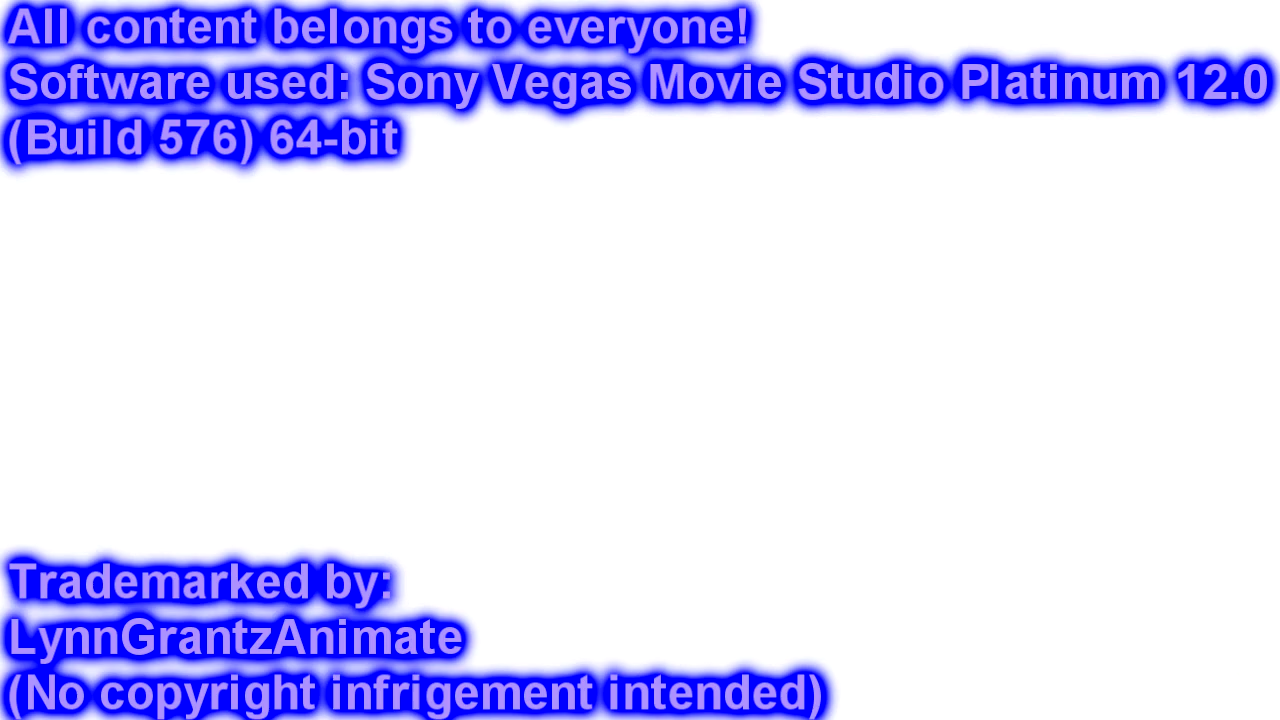 All content belongs to everyone!
Software used: Sony Vegas Movie Studio Platinum 12.0
(Build 576) 64-bit
Trademarked by:
LynnGrantzAnimate
(No copyright infrigement intended)